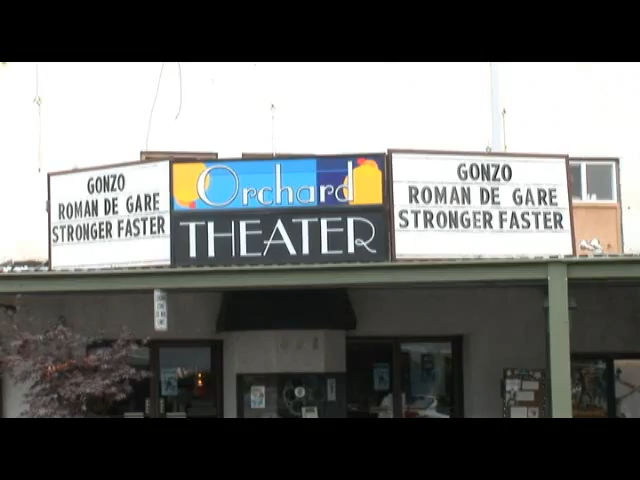 GONZO
ROMAN DE GARE
STRONGER FASTER
Orchard
THEATER
GONZO
ROMAN DE GARE
STRONGER FASTER